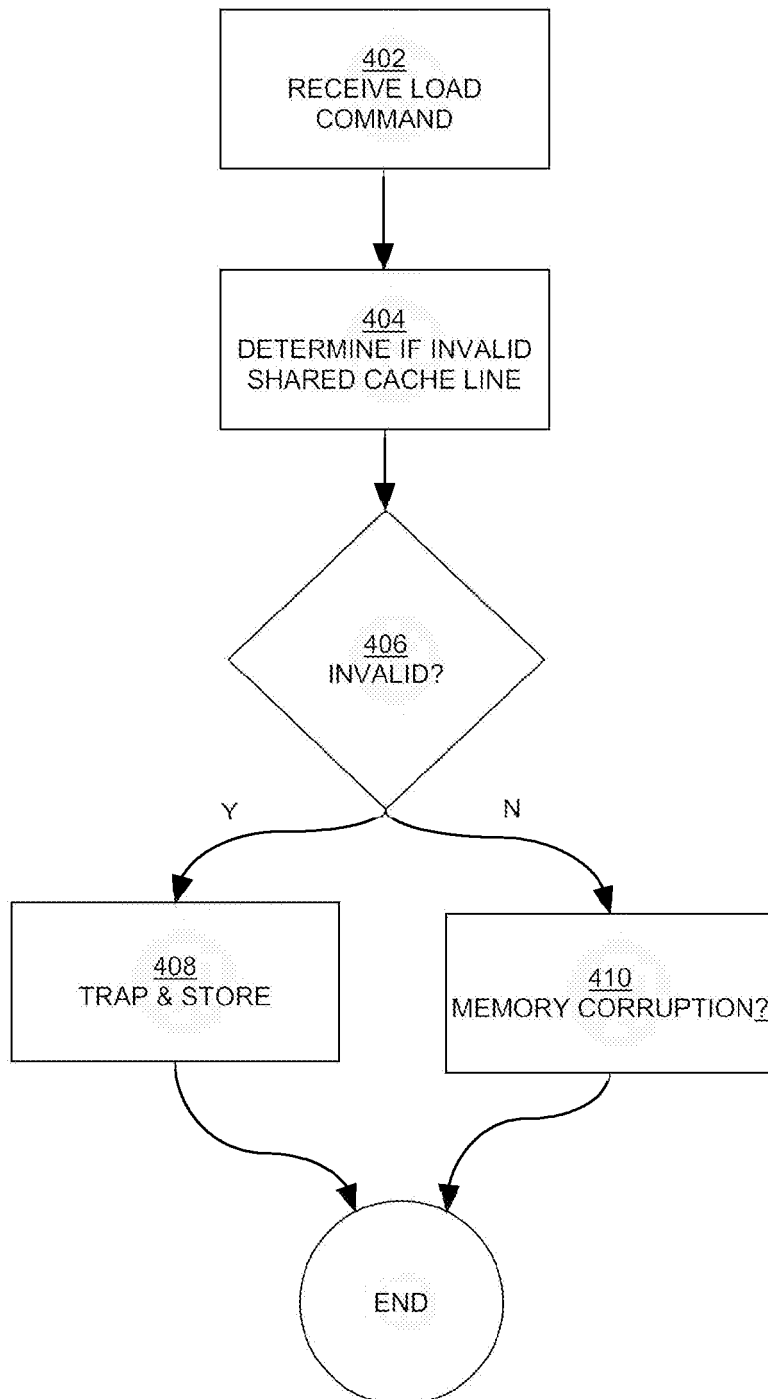 402
RECEIVE LOAD
COMMAND
404
DETERMINE IF INVALID
SHARED CACHE LINE
406
INVALID?
Y
N
408
TRAP & STORE
410
MEMORY CORRUPTION?
END